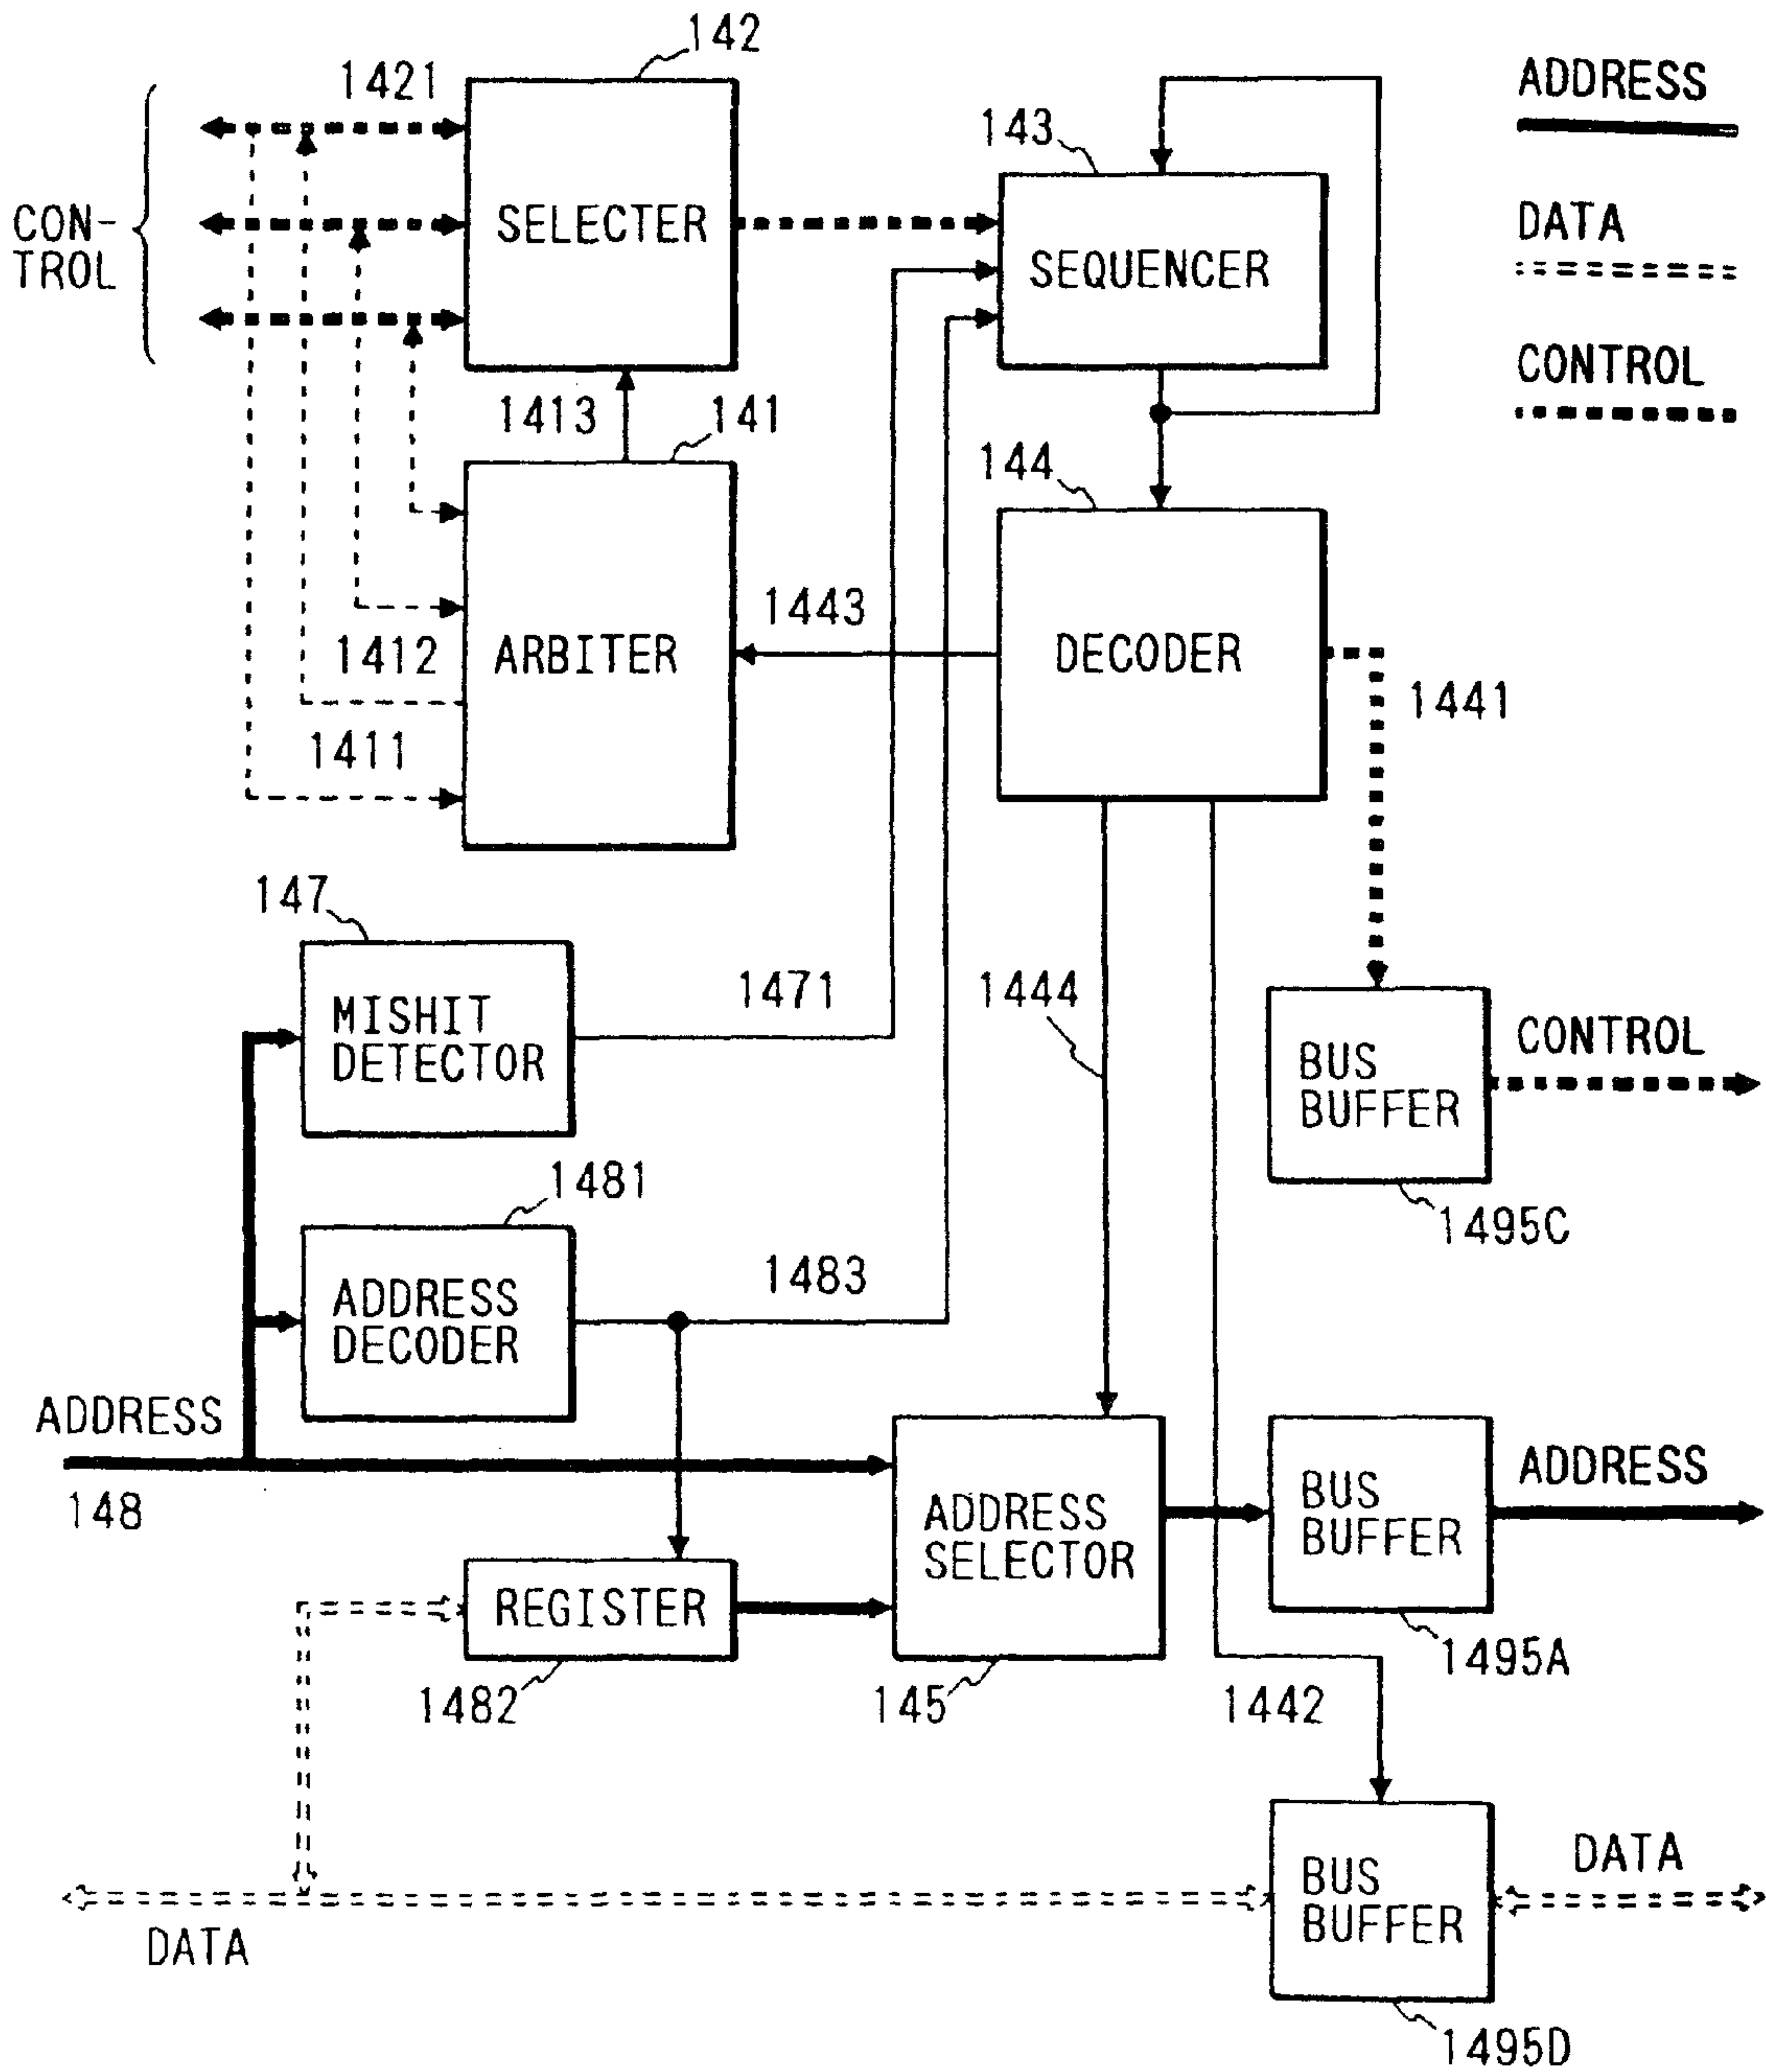 142
1421
ADDRESS
143
DATA
CON-
TROL
SELECTER
SEQUENCER
CONTROL
1413
141
144
1443
1412
ARBITER
DECODER
1441
1411
147
1471
1444
MISHIT
DETECTOR
CONTROL
BUS
BUFFER
1481
1495C
1483
ADDRESS
DECODER
ADDRESS
148
ADDRESS
SELECTOR
BUS
BUFFER
ADDRESS
REGISTER
1482
145
1442
1495A
DATA
BUS
BUFFER
DATA
1495D